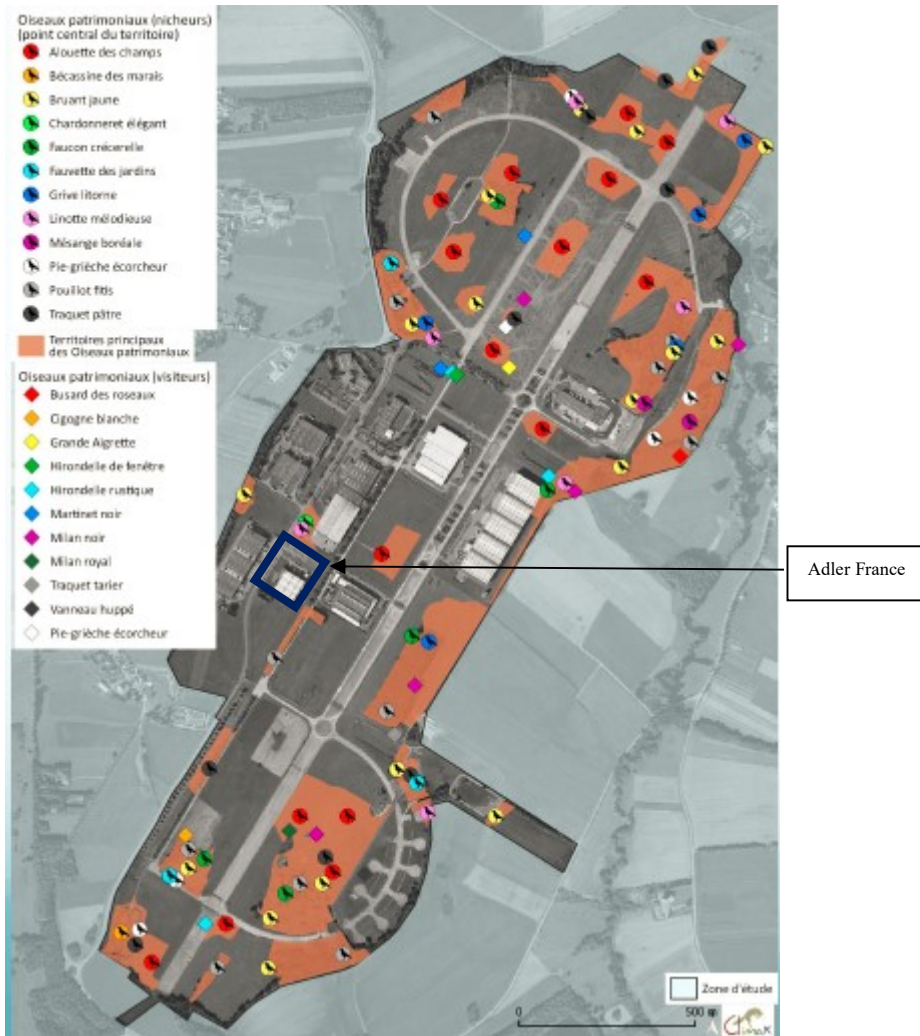 Oiseaux patrimoniaux (nicheurs)
(point central du territoire)
Alouette des champs
Bécassine des marais
Bruant jaune
Chardonneret élégant
Faucon crécerelle
Fauvette des jardins
Grive litorne
Linotte mélodieuse
Mésange boréale
Pie-grièche écorcheur
Pouillot fitis
Traquet pâtre
Territoires principaux
des Oiseaux patrimoniaux
Oiseaux patrimoniaux (visiteurs)
Busard des roseaux
Cigogne blanche
Grande Aigrette
Hirondelle de fenêtre
Hirondelle rustique
Martinet noir
Milan noir
Milan royal
Traquet tarier
Vanneau huppé
Pie-grièche écorcheur
Adler France
Zone d'étude
0 500
Climax